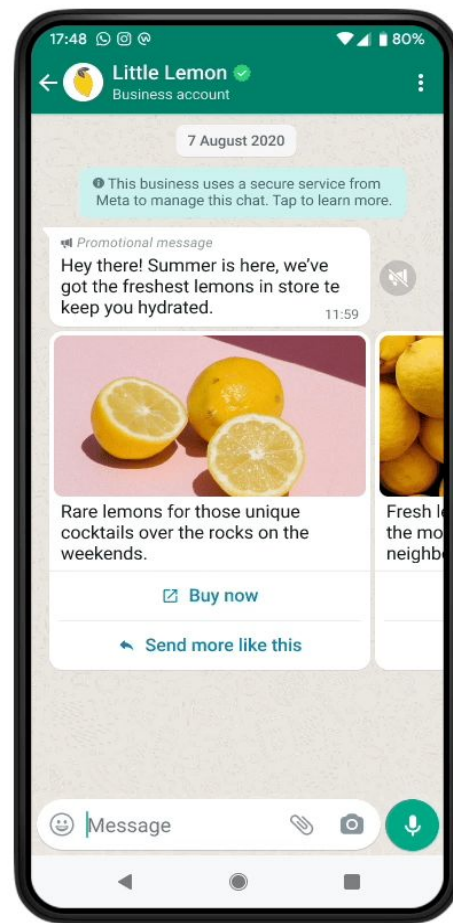 17:48 80%
Little Lemon
Business account
7 August 2020
This business uses a secure service from
Meta to manage this chat. Tap to learn more.
Promotional message
Hey there! Summer is here, we've
got the freshest lemons in store te
keep you hydrated.
11:59
Rare lemons for those unique
cocktails over the rocks on the
weekends.
Buy now
Send more like this
Fresh
the
Message